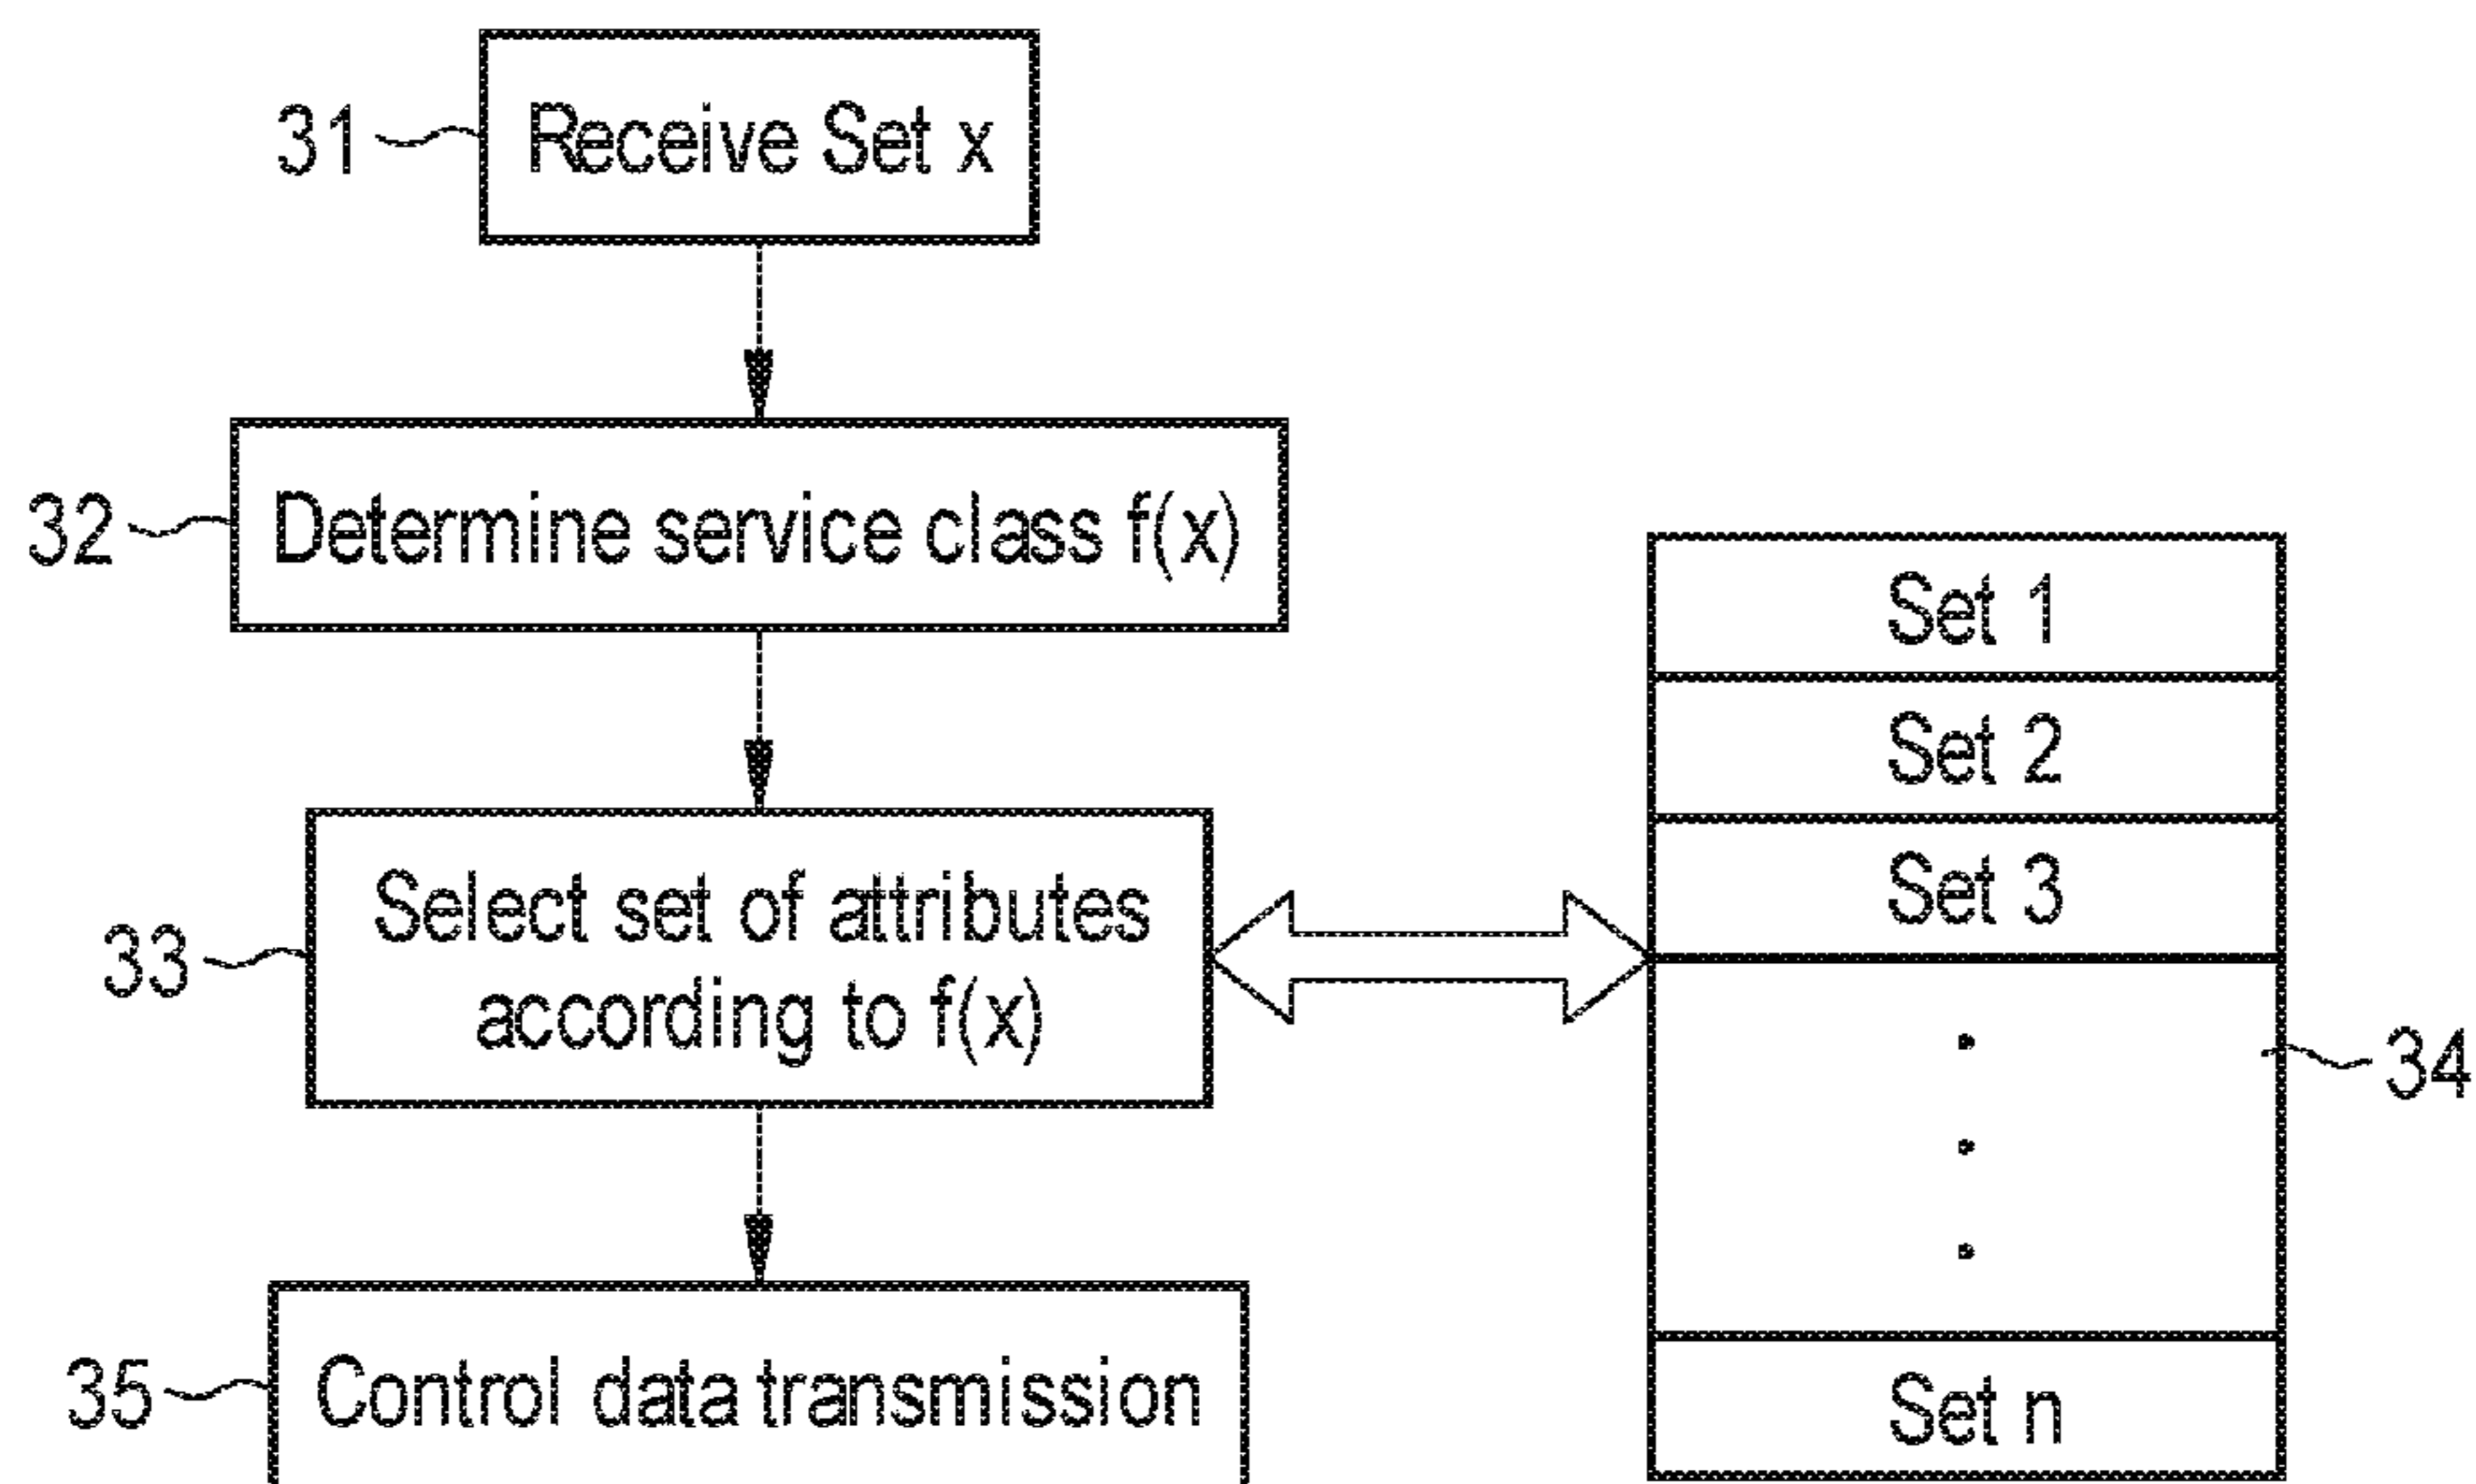 31 Receive Set x
32 Determine service class f(x)
33 Select set of attributes
according to f(x)
35 Control data transmission
Set 1
Set 2
Set 3
34
Set n